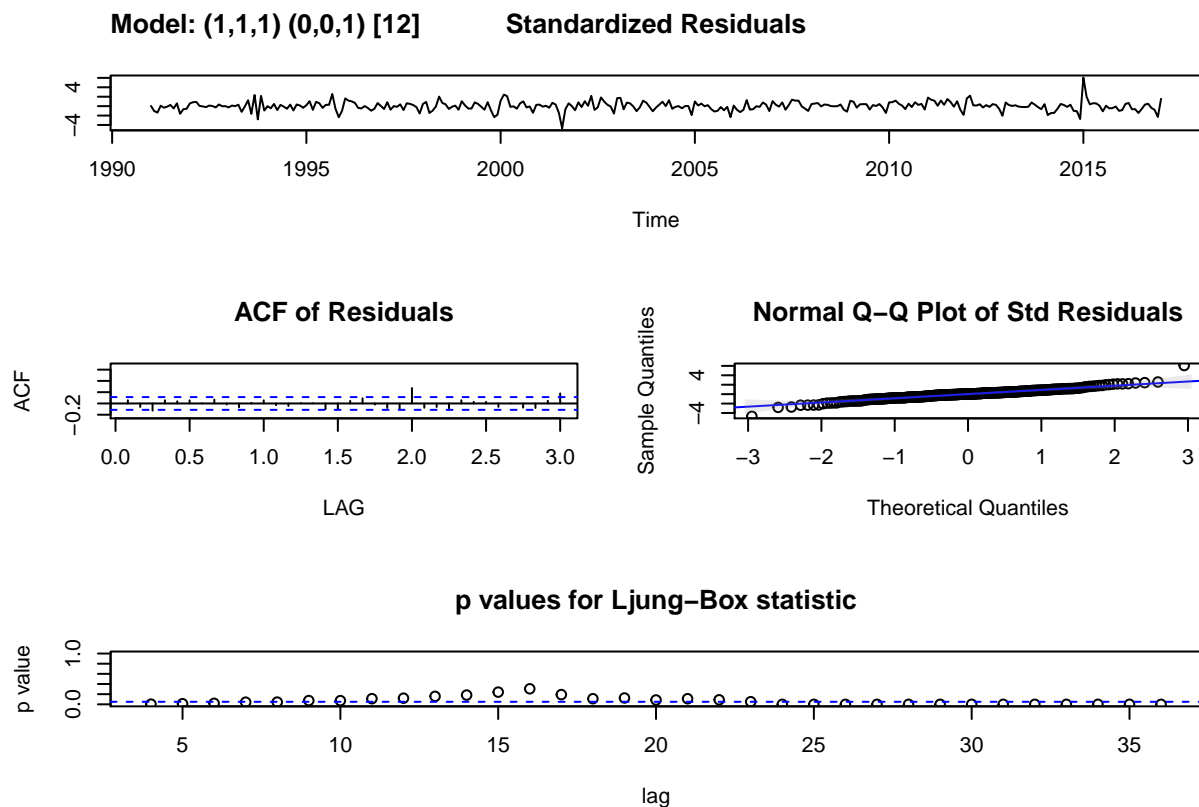 Model: (1,1,1) (0,0,1) [12] Standardized Residuals
4
−4
1990 1995 2000 2005 2010 2015
Time
ACF of Residuals
ACF
−0.2
0.0 0.5 1.0 1.5 2.0 2.5 3.0
LAG
Normal Q−Q Plot of Std Residuals
Sample Quantiles
4
−4
−3 −2 −1 0 1 2 3
Theoretical Quantiles
p values for Ljung−Box statistic
p value
1.0
0.0
5 10 15 20 25 30 35
lag